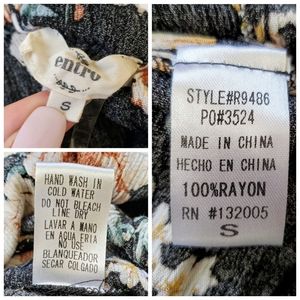 entro
S
STYLE#R9486
PO#3524
MADE IN CHINA
HECHO EN CHINA
100%RAYON
RN #132005
S
HAND WASH IN
COLD WATER
DO NOT BLEACH
LINE DRY
LAVAR A MANO
EN AGUA FRIA
NO USE
BLANQUEADOR
SECAR COLGADO